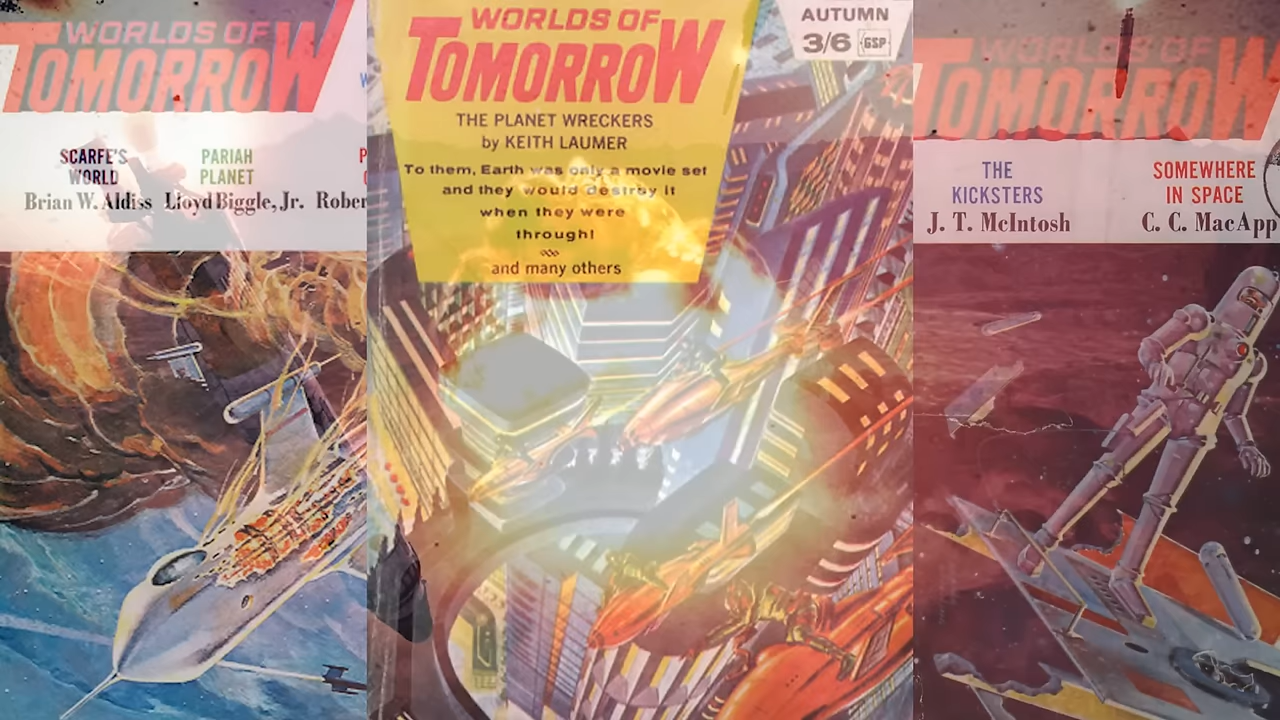 WORLDS OF
TOMORROW
SCARFE'S
WORLD
Brian W. Aldiss
PARIAH
PLANET
Lloyd Biggle, Jr.
WORLDS OF
TOMORROW
THE PLANET WRECKERS
by KEITH LAUMER
To them, Earth was only a movie set
and they would destroy it
when they were
through!
and many others
AUTUMN
3/6 GSP
WORLDS OF
TOMORROW
THE
KICKSTERS
J. T. McIntosh
SOMEWHERE
IN SPACE
C. C. MacApp